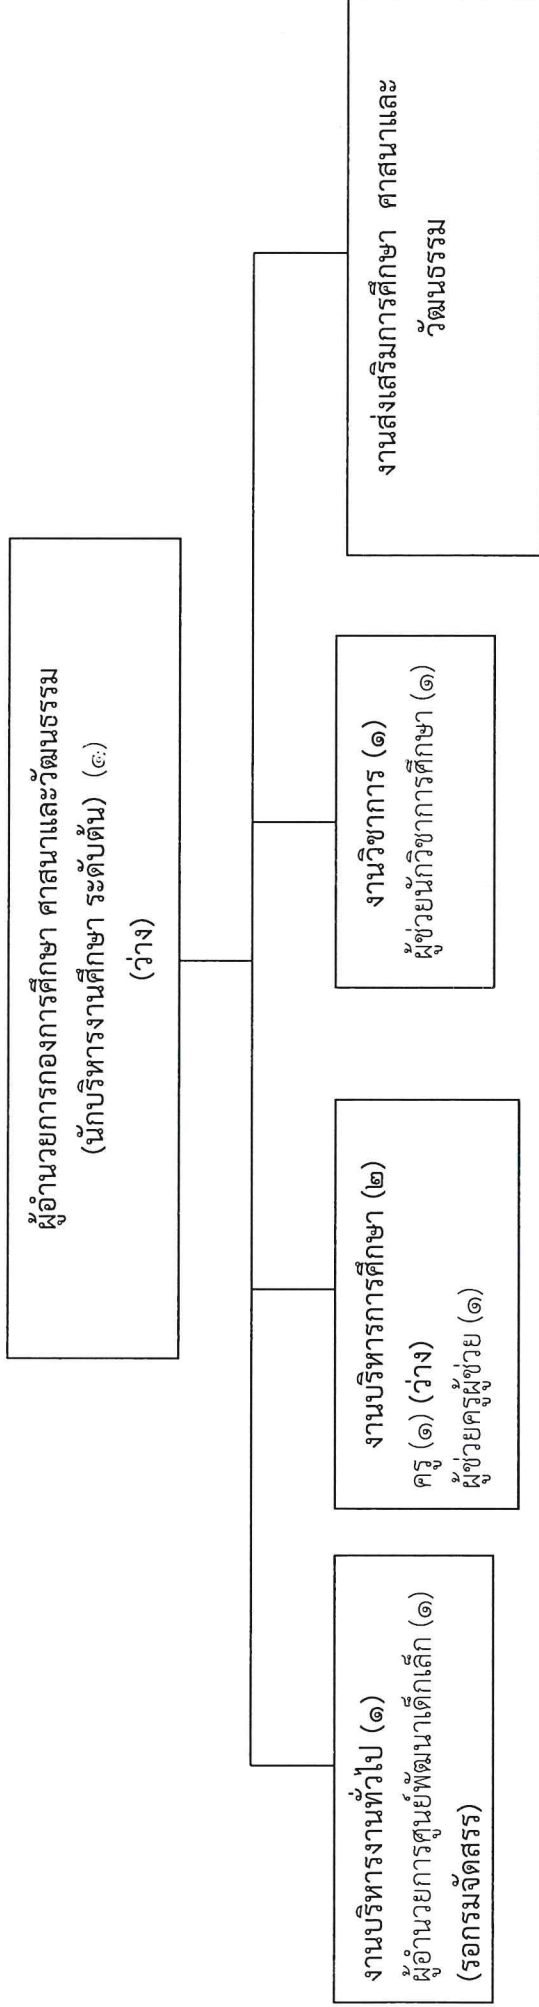 ผู้อำนวยการกองการศึกษา ศาสนาและวัฒนธรรม
(นักบริหารงานศึกษา ระดับต้น) (๑)
(ว่าง)
งานบริหารงานทั่วไป (๑)
ผู้อำนวยการศูนย์พัฒนาเด็กเล็ก (๑)
(รอกรมจัดสรร)
งานบริหารการศึกษา (๒)
ครู (๑) (ว่าง)
ผู้ช่วยครูผู้ช่วย (๑)
งานวิชาการ (๑)
ผู้ช่วยนักวิชาการศึกษา (๑)
งานส่งเสริมการศึกษา ศาสนาและ
วัฒนธรรม